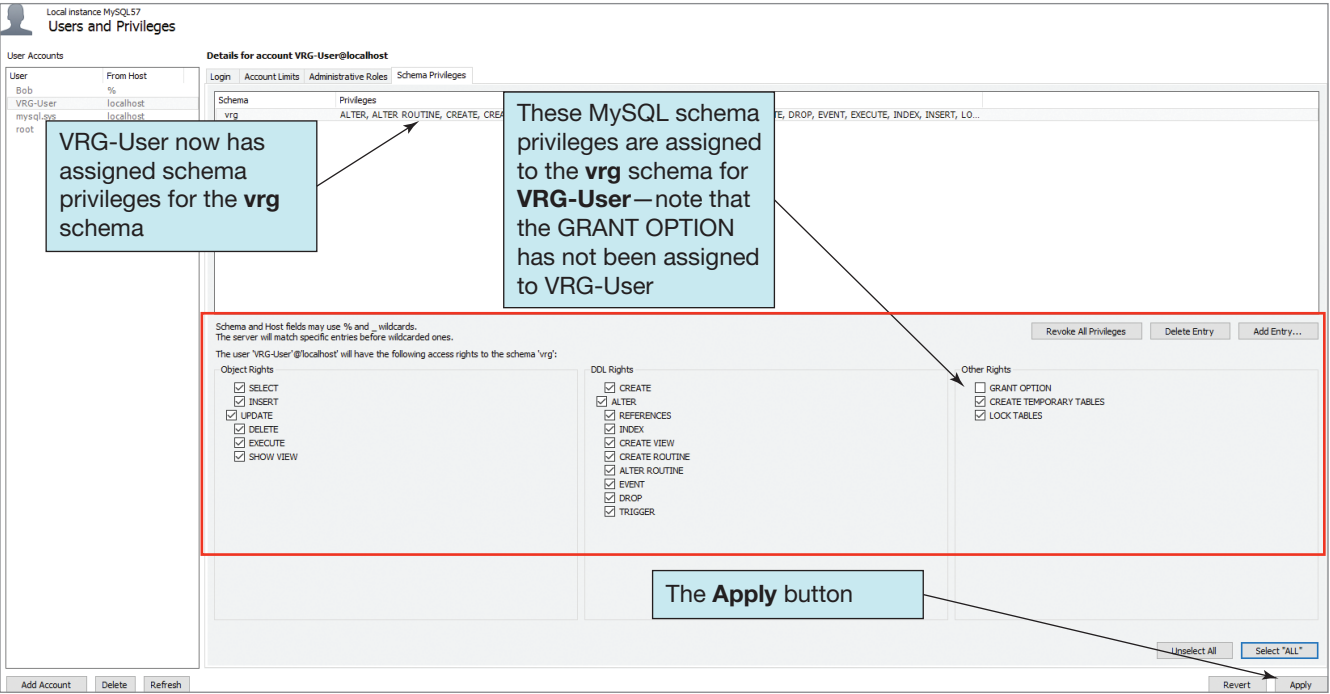 Local instance MySQL57
Users and Privileges
User Accounts
Details for account VRG-User@localhost
User From Host
Bob %
VRG-User localhost
mysql.sys localhost
root
Login Account Limits Administrative Roles Schema Privileges
Schema Privileges
vrg ALTER, ALTER ROUTINE, CREATE, DROP, EVENT, EXECUTE, INDEX, INSERT, LO...
VRG-User now has
assigned schema
privileges for the vrg
schema
These MySQL schema
privileges are assigned
to the vrg schema for
VRG-User—note that
the GRANT OPTION
has not been assigned
to VRG-User
Schema and Host fields may use % and _ wildcards.
The server will match specific entries before wildcarded ones.
Revoke All Privileges Delete Entry Add Entry...
The user 'VRG-User'@'localhost' will have the following access rights to the schema 'vrg':
Object Rights
SELECT
INSERT
UPDATE
DELETE
EXECUTE
SHOW VIEW
DDL Rights
CREATE
ALTER
REFERENCES
INDEX
CREATE VIEW
CREATE ROUTINE
ALTER ROUTINE
EVENT
DROP
TRIGGER
Other Rights
GRANT OPTION
CREATE TEMPORARY TABLES
LOCK TABLES
The Apply button
Unselect All Select "ALL"
Add Account Delete Refresh
Revert Apply